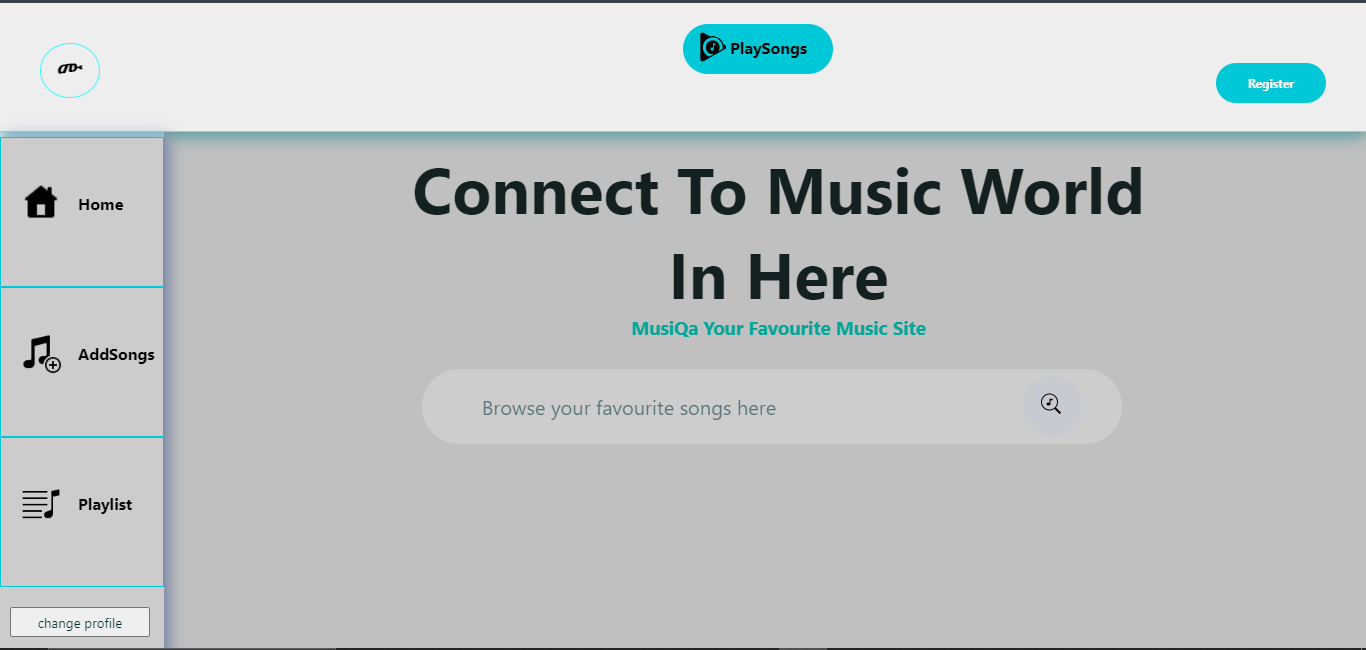 PlaySongs
Register
Home
AddSongs
Playlist
change profile
Connect To Music World
In Here
MusiQa Your Favourite Music Site
Browse your favourite songs here